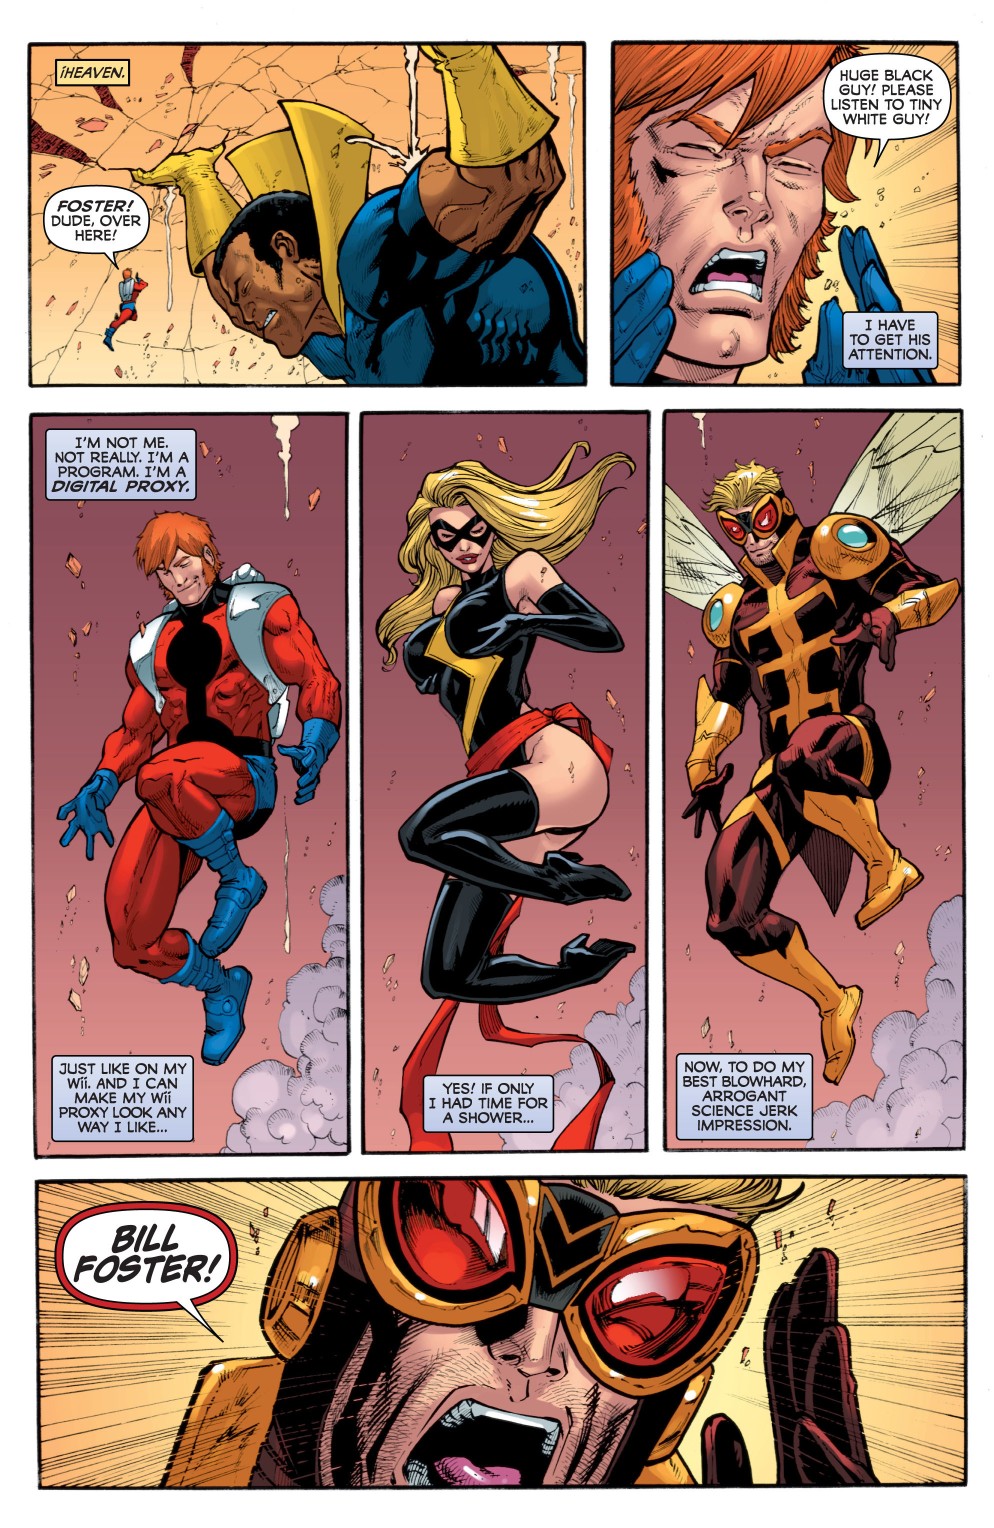 ¡HEAVEN.
FOSTER!
DUDE, OVER
HERE!
HUGE BLACK
GUY! PLEASE
LISTEN TO TINY
WHITE GUY!
I HAVE
TO GET HIS
ATTENTION.
I'M NOT ME.
NOT REALLY. I'M A
PROGRAM. I'M A
DIGITAL PROXY.
JUST LIKE ON MY
Wíí. AND I CAN
MAKE MY Wíí
PROXY LOOK ANY
WAY I LIKE...
YES! IF ONLY
I HAD TIME FOR
A SHOWER...
NOW, TO DO MY
BEST BLOWHARD,
ARROGANT
SCIENCE JERK
IMPRESSION.
BILL
FOSTER!